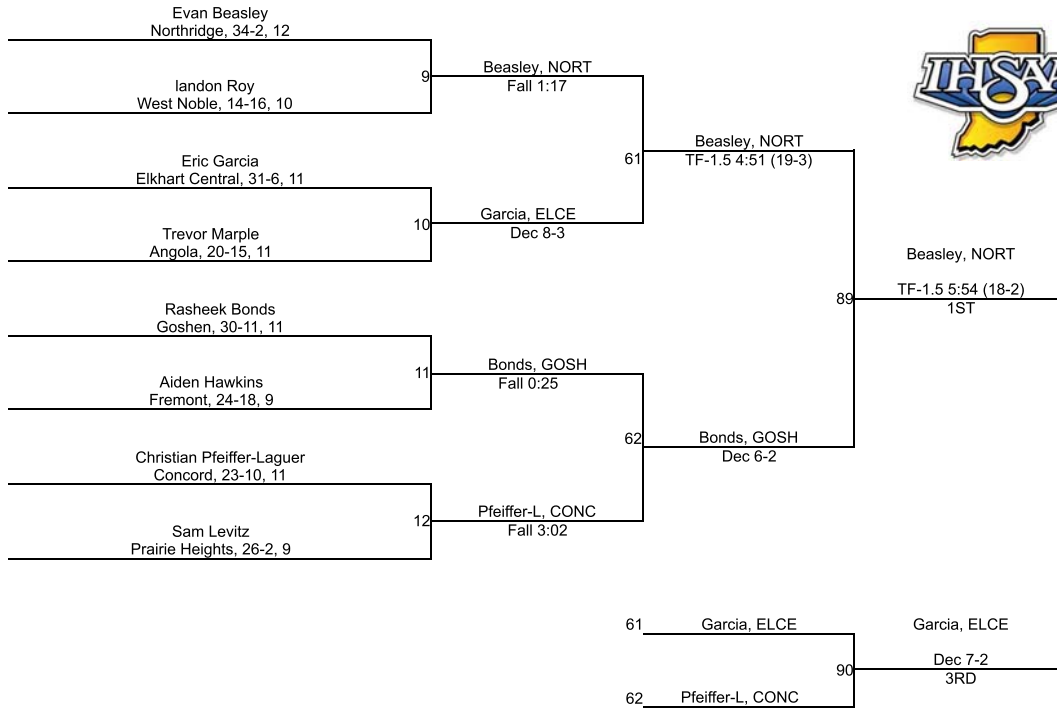 Evan Beasley
Northridge, 34-2, 12
9
Beasley, NORT
Fall 1:17
Iandon Roy
West Noble, 14-16, 10
IHSAA
61
Beasley, NORT
TF-1.5 4:51 (19-3)
Eric Garcia
Elkhart Central, 31-6, 11
10
Garcia, ELCE
Dec 8-3
Trevor Marple
Angola, 20-15, 11
89
Beasley, NORT
TF-1.5 5:54 (18-2)
1ST
Rasheek Bonds
Goshen, 30-11, 11
11
Bonds, GOSH
Fall 0:25
Aiden Hawkins
Fremont, 24-18, 9
62
Bonds, GOSH
Dec 6-2
Christian Pfeiffer-Laguer
Concord, 23-10, 11
12
Pfeiffer-L, CONC
Fall 3:02
Sam Levitz
Prairie Heights, 26-2, 9
61
Garcia, ELCE
90
Garcia, ELCE
Dec 7-2
3RD
62
Pfeiffer-L, CONC